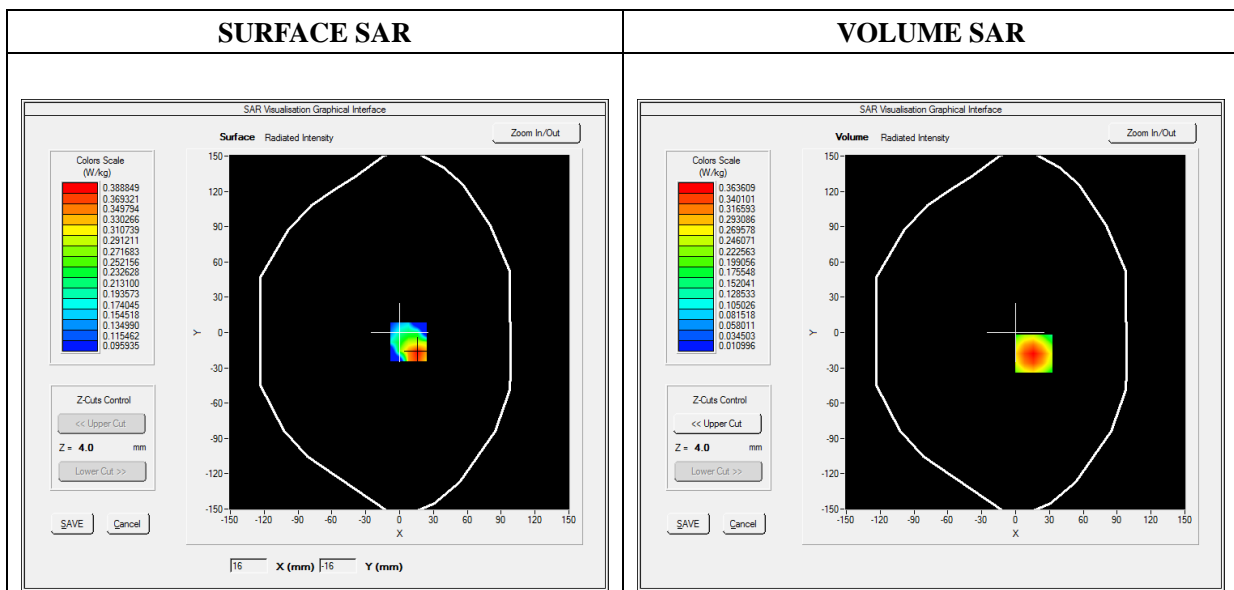 SURFACE SAR
VOLUME SAR
SAR Visualisation Graphical Interface
Surface Radiated Intensity
Zoom In/Out
Colors Scale
(W/kg)
0.388849
0.369321
0.349794
0.330266
0.310739
0.291211
0.271683
0.252156
0.232628
0.213100
0.193573
0.174045
0.154518
0.134990
0.115462
0.095935
Z-Cuts Control
<< Upper Cut
Z = 4.0 mm
Lower Cut >>
SAVE Cancel
150
120
90
60
30
0
-30
-60
-90
-120
-150
Y
-150 -120 -90 -60 -30 0 30 60 90 120 150
X
16 X (mm) -16 Y (mm)
SAR Visualisation Graphical Interface
Volume Radiated Intensity
Zoom In/Out
Colors Scale
(W/kg)
0.363609
0.340101
0.316593
0.293086
0.269578
0.246071
0.222563
0.199056
0.175548
0.152041
0.128533
0.105026
0.081518
0.058011
0.034503
0.010996
Z-Cuts Control
<< Upper Cut
Z = 4.0 mm
Lower Cut >>
SAVE Cancel
150
120
90
60
30
0
-30
-60
-90
-120
-150
Y
-150 -120 -90 -60 -30 0 30 60 90 120 150
X